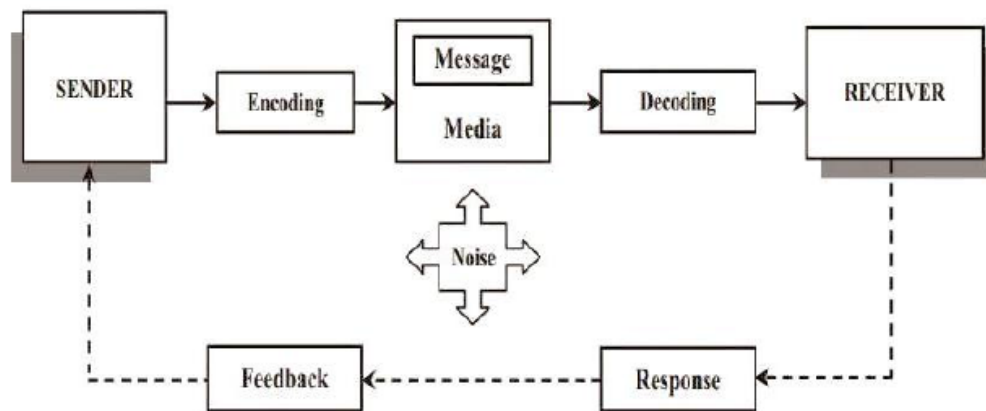 SENDER
Encoding
Message
Media
Decoding
RECEIVER
Noise
Feedback
Response